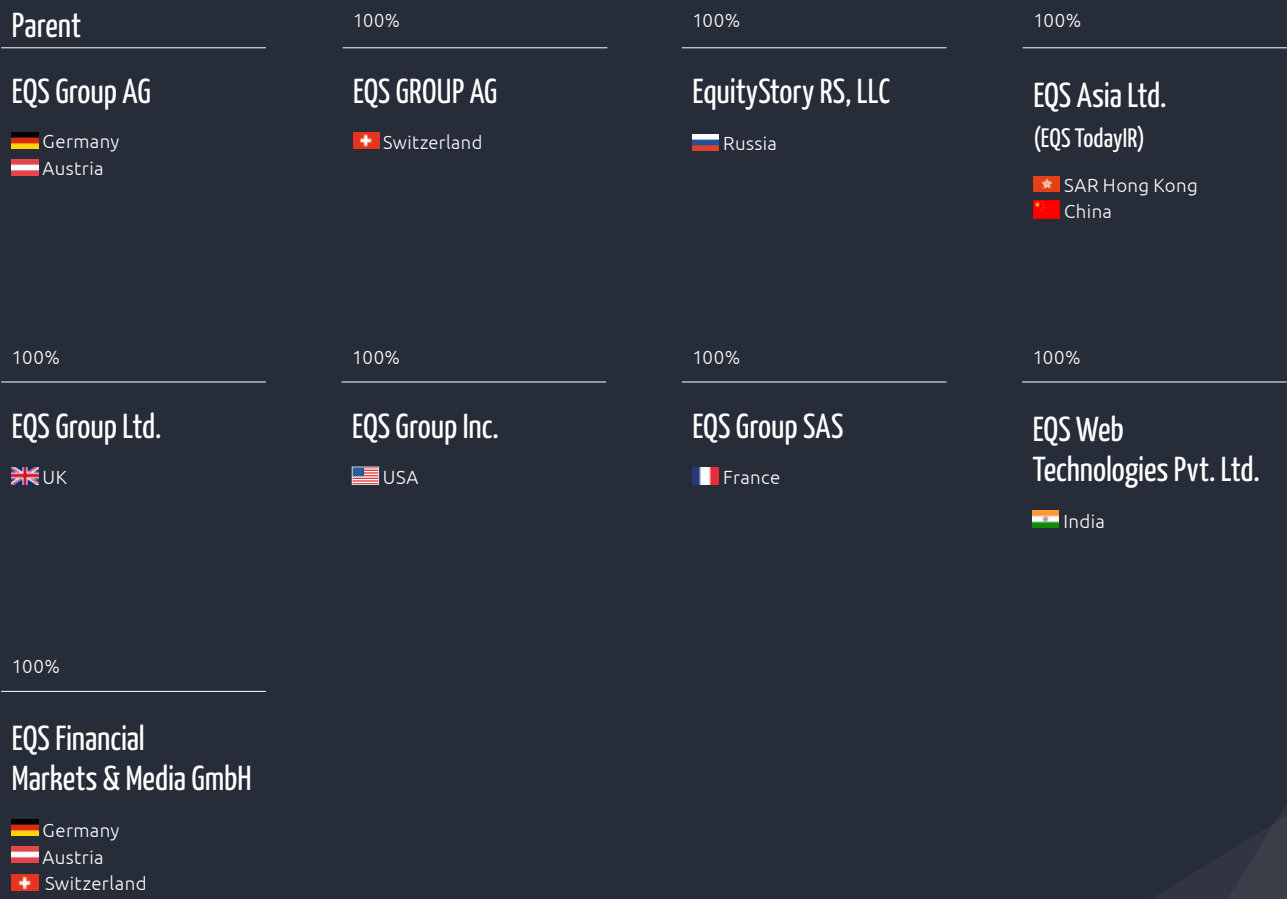 Parent
EQS Group AG
Germany
Austria
100%
EQS GROUP AG
Switzerland
100%
EquityStory RS, LLC
Russia
100%
EQS Asia Ltd.
(EQS TodayIR)
SAR Hong Kong
China
100%
EQS Group Ltd.
UK
100%
EQS Group Inc.
USA
100%
EQS Group SAS
France
100%
EQS Web
Technologies Pvt. Ltd.
India
100%
EQS Financial
Markets & Media GmbH
Germany
Austria
Switzerland